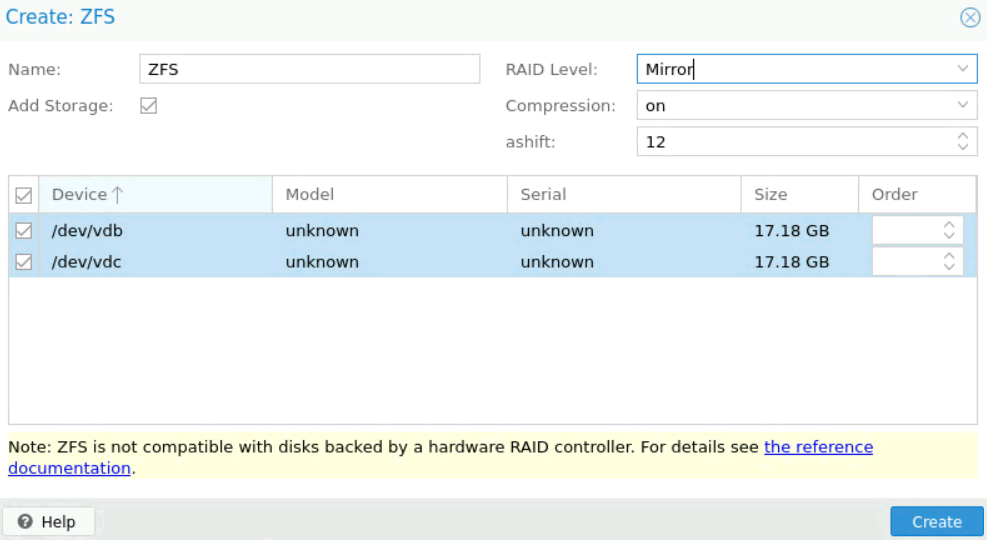 Create: ZFS
Name: ZFS RAID Level: Mirror
Add Storage: Compression: on
ashift: 12
Device Model Serial Size Order
/dev/vdb unknown unknown 17.18 GB
/dev/vdc unknown unknown 17.18 GB
Note: ZFS is not compatible with disks backed by a hardware RAID controller. For details see the reference
documentation.
Help Create